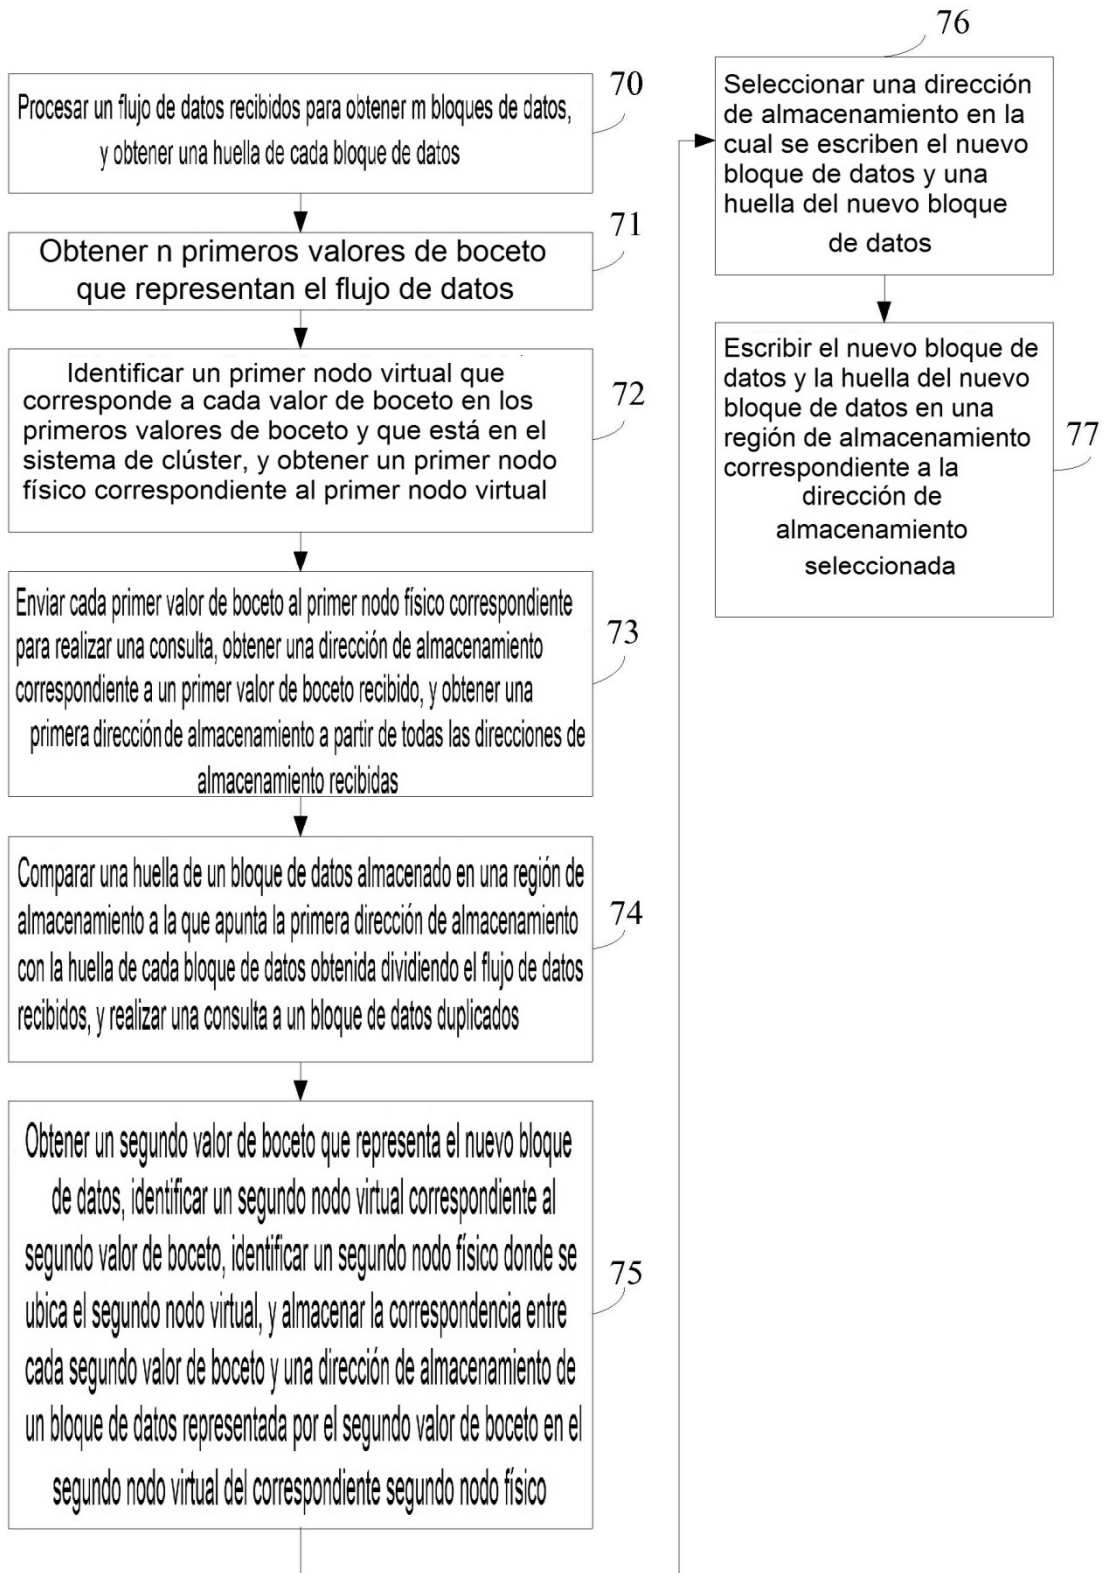 70
Procesar un flujo de datos recibidos para obtener m bloques de datos,
y obtener una huella de cada bloque de datos
71
Obtener n primeros valores de boceto
que representan el flujo de datos
72
Identificar un primer nodo virtual que
corresponde a cada valor de boceto en los
primeros valores de boceto y que está en el
sistema de clúster, y obtener un primer nodo
físico correspondiente al primer nodo virtual
73
Enviar cada primer valor de boceto al primer nodo físico correspondiente
para realizar una consulta, obtener una dirección de almacenamiento
correspondiente a un primer valor de boceto recibido, y obtener una
primera dirección de almacenamiento a partir de todas las direcciones de
almacenamiento recibidas
74
Comparar una huella de un bloque de datos almacenado en una región de
almacenamiento a la que apunta la primera dirección de almacenamiento
con la huella de cada bloque de datos obtenida dividiendo el flujo de datos
recibidos, y realizar una consulta a un bloque de datos duplicados
75
Obtener un segundo valor de boceto que representa el nuevo bloque
de datos, identificar un segundo nodo virtual correspondiente al
segundo valor de boceto, identificar un segundo nodo físico donde se
ubica el segundo nodo virtual, y almacenar la correspondencia entre
cada segundo valor de boceto y una dirección de almacenamiento de
un bloque de datos representada por el segundo valor de boceto en el
segundo nodo virtual del correspondiente segundo nodo físico
76
Seleccionar una dirección
de almacenamiento en la
cual se escriben el nuevo
bloque de datos y una
huella del nuevo bloque
de datos
77
Escribir el nuevo bloque de
datos y la huella del nuevo
bloque de datos en una
región de almacenamiento
correspondiente a la
dirección de
almacenamiento
seleccionada